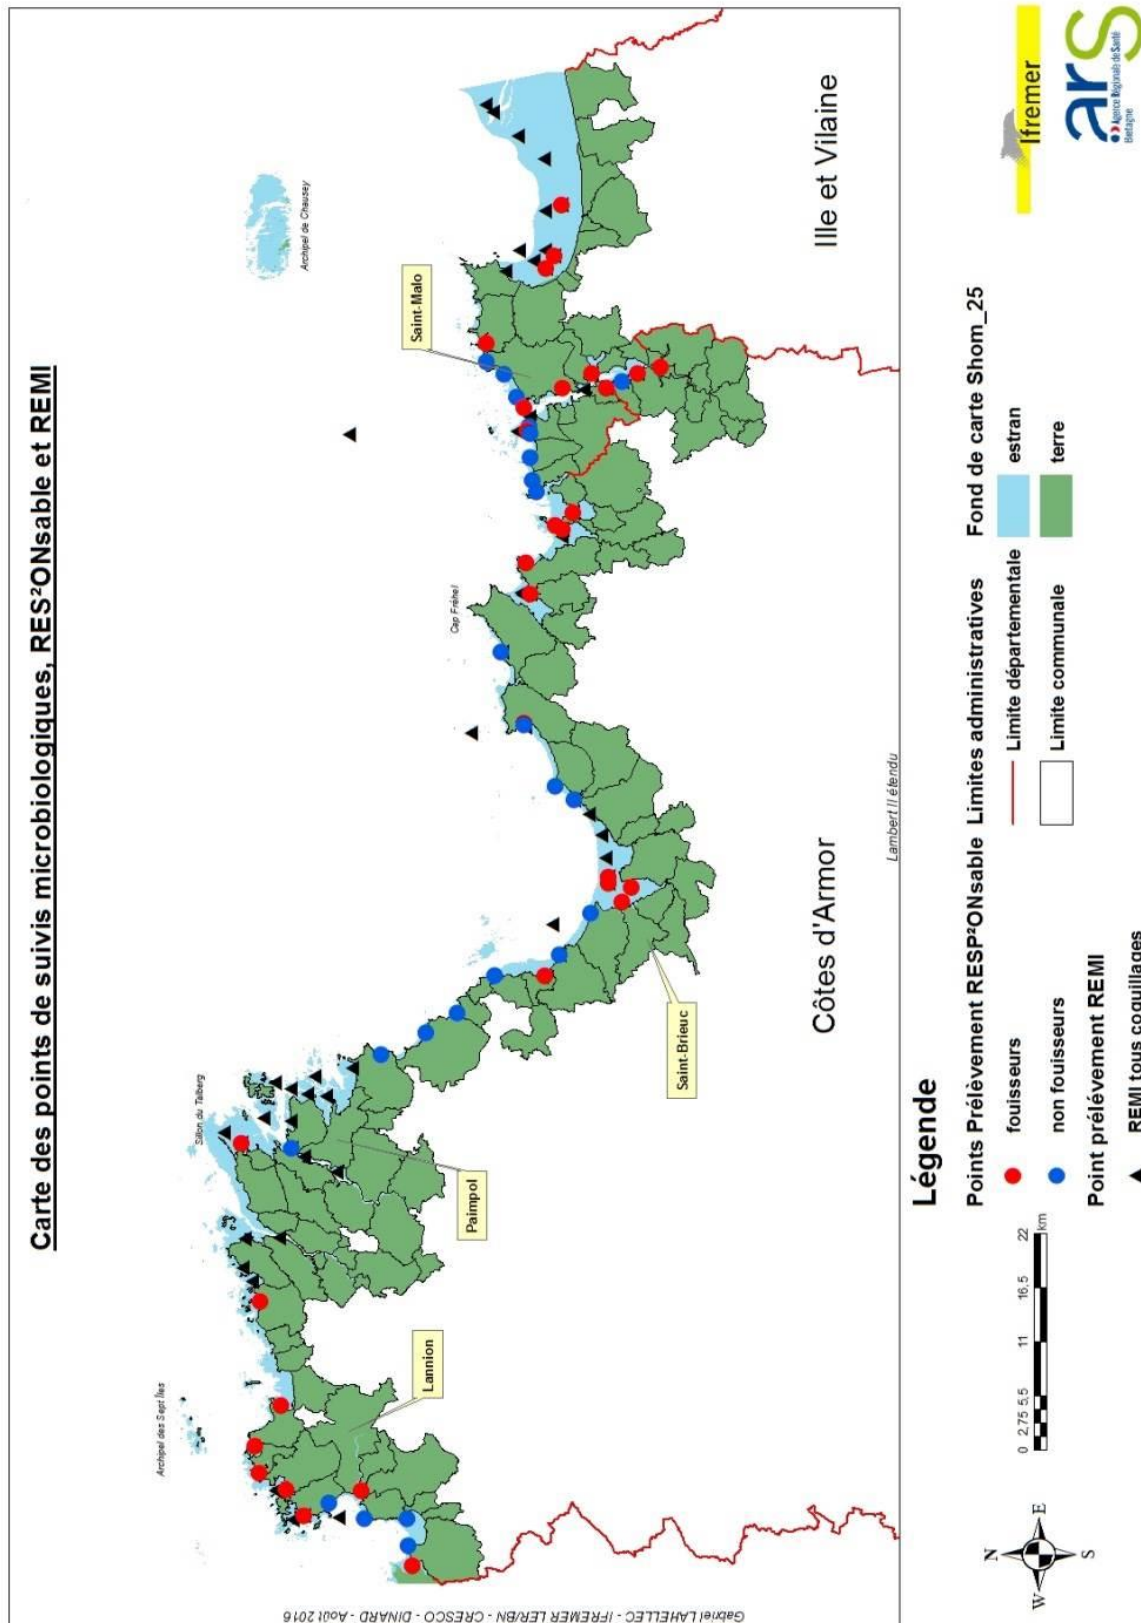 Carte des points de suivis microbiologiques, RES²ONsable et REMI
Archipel des Sept Îles
Sillon du Talberg
Cap Fréhel
Archipel de Chausey
Lannion
Paimpol
Saint-Brieuc
Saint-Malo
Côtes d'Armor
Ille et Vilaine
Lambert II étendu
Gabriel LAHELLEC - IFREMER LER/BN - CRESCO - DINARD - Août 2016
N
W
E
S
0 2.75 5.5
11
16.5
22
km
Légende
Points Prélèvement RESP²ONsable
fouisseurs
non fouisseurs
Point prélévement REMI
REMI tous coquillages
Limites administratives
Limite départementale
Limite communale
Fond de carte Shom_25
estran
terre
Ifremer
ars
Agence Régionale de Santé
Bretagne